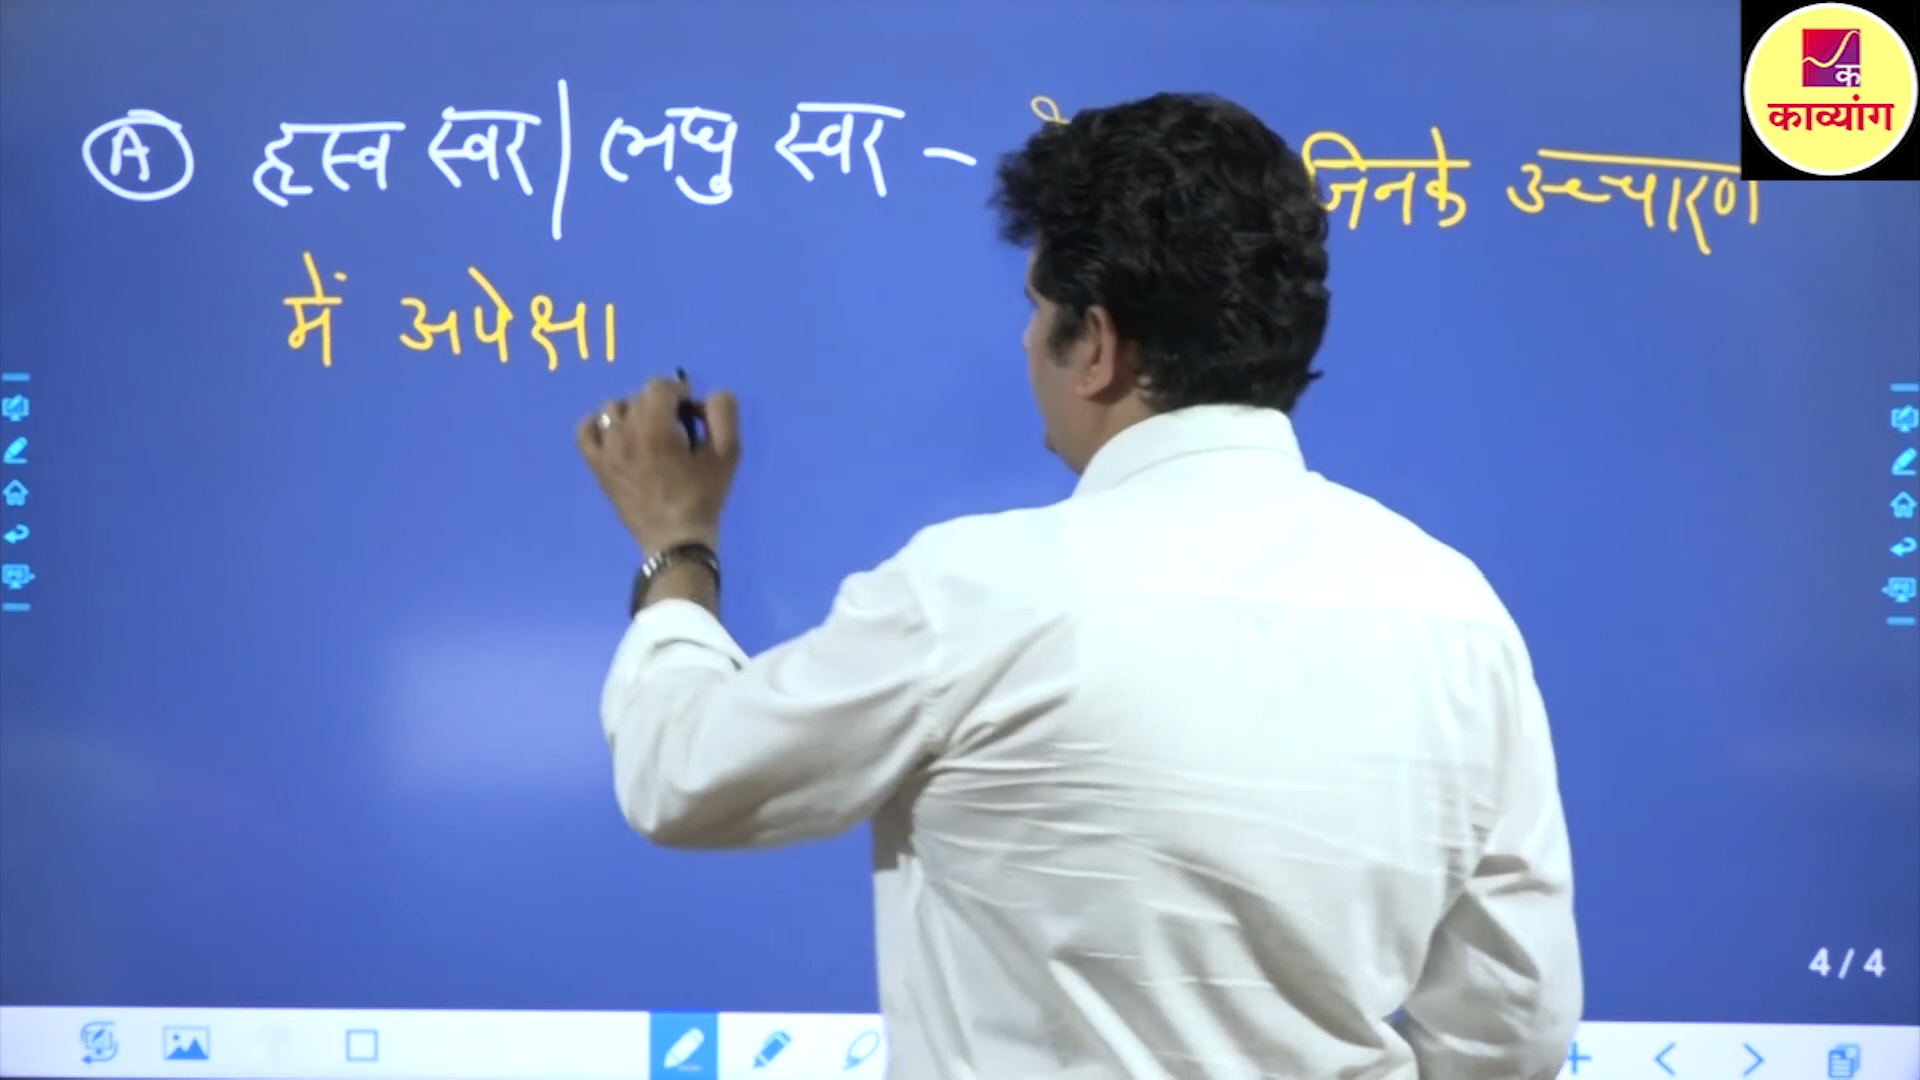 A ह्रस्व स्वर | लघु स्वर - जिनके उच्चारण
में अपेक्षा
क
काव्यांग
4 / 4